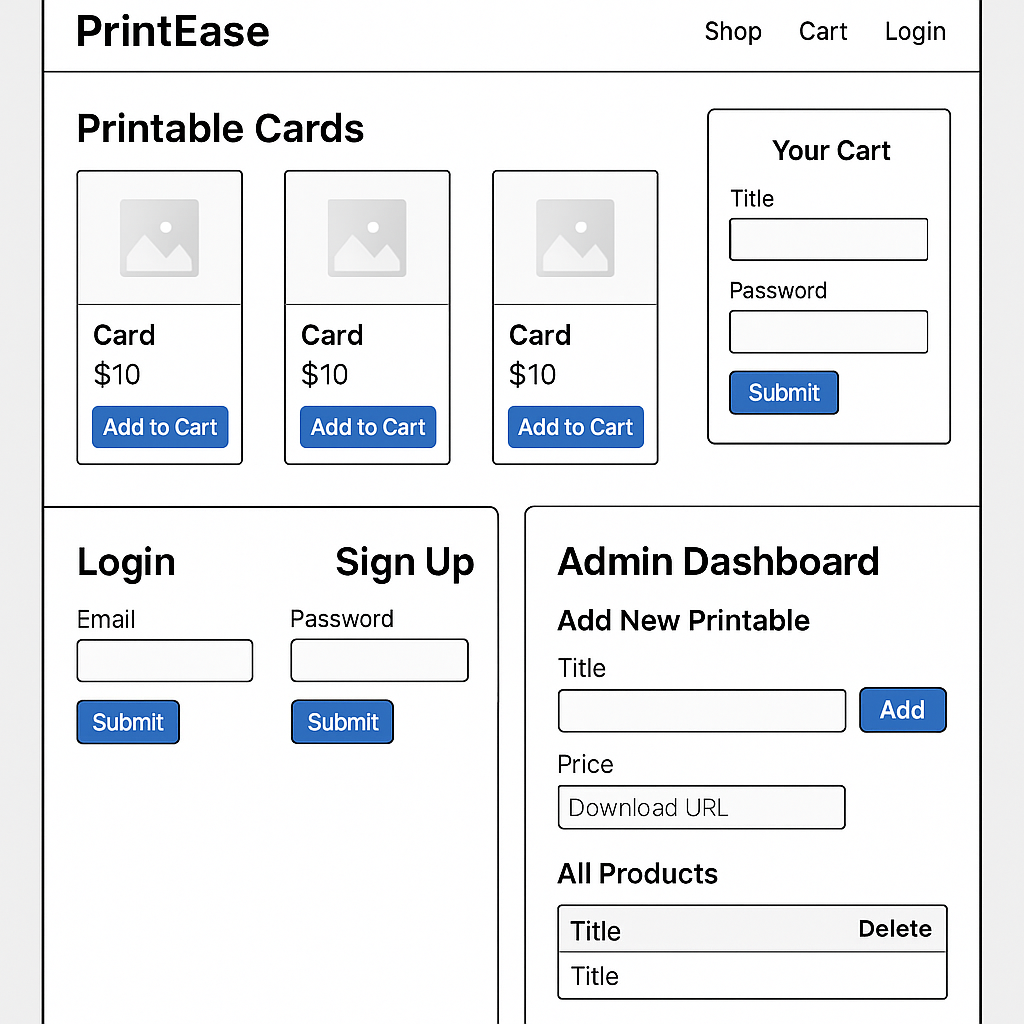 PrintEase
Shop Cart Login
Printable Cards
Card
$10
Add to Cart
Card
$10
Add to Cart
Card
$10
Add to Cart
Your Cart
Title
Password
Submit
Login
Sign Up
Email
Password
Submit
Submit
Admin Dashboard
Add New Printable
Title
Add
Price
Download URL
All Products
Title Delete
Title